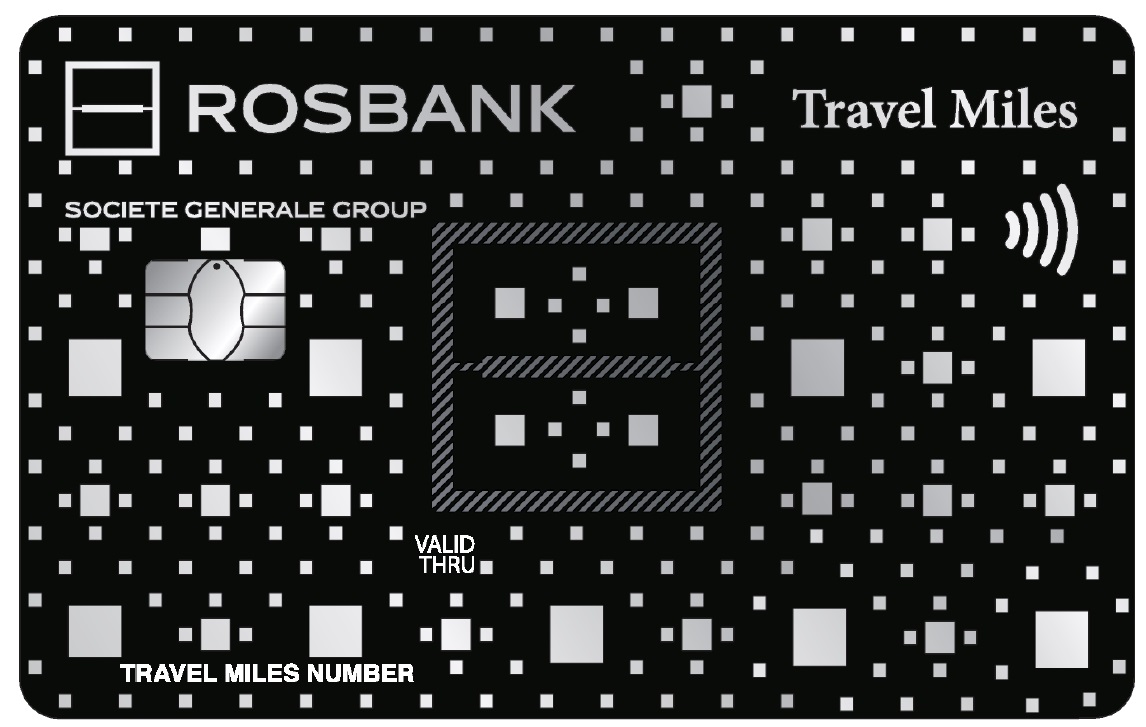 ROSBANK
Travel Miles
SOCIETE GENERALE GROUP
VALID
THRU
TRAVEL MILES NUMBER